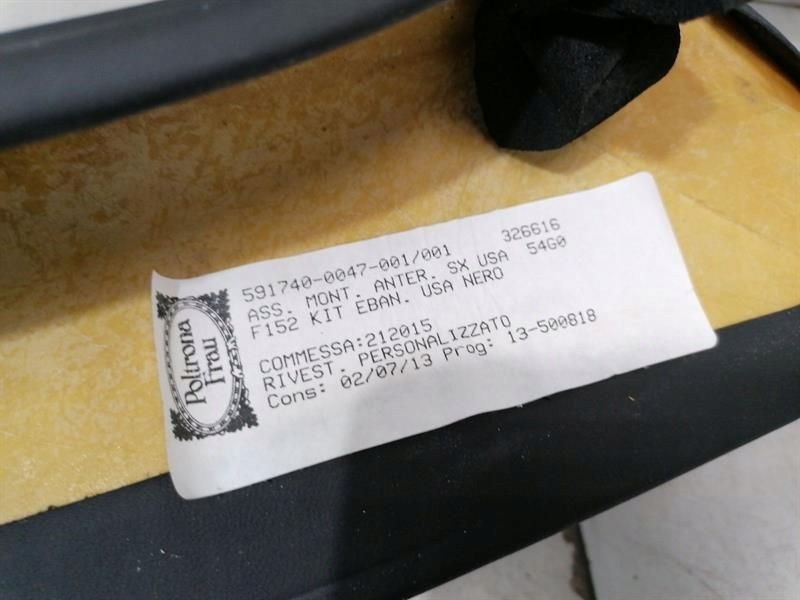 Poltrona
Frau
591740-0047-001/001 326616
ASS. MONT. ANTER. SX USA 54G0
F152 KIT EBAN. USA NERO
COMMESSA:212015
RIVEST. PERSONALIZZATO
Cons: 02/07/13 Prog: 13-500818